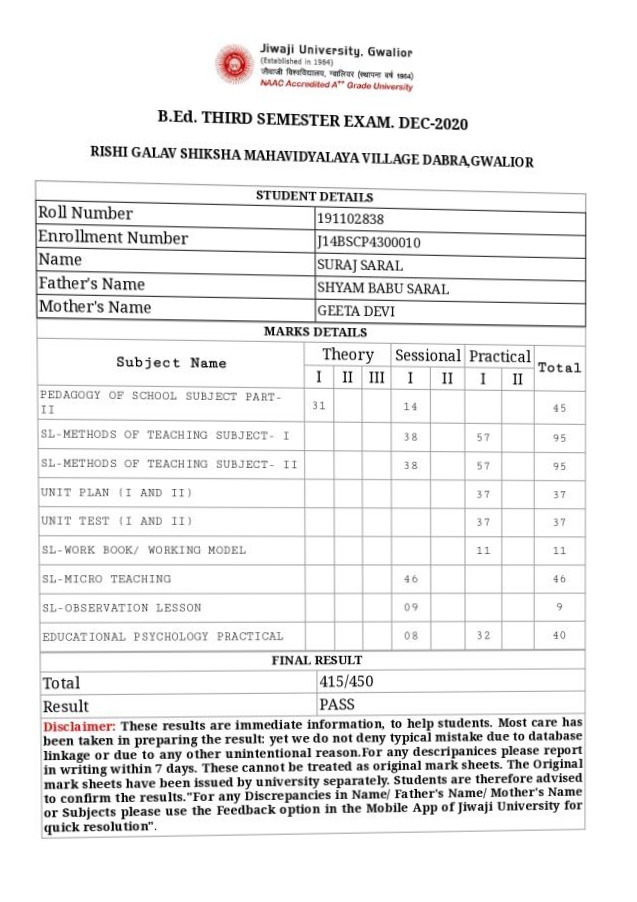 Jiwaji University, Gwalior
(Established in 1964)
जीवाजी विश्वविद्यालय, ग्वालियर (स्थापना वर्ष 1964)
NAAC Accredited A++ Grade University
B.Ed. THIRD SEMESTER EXAM. DEC-2020
RISHI GALAV SHIKSHA MAHAVIDYALAYA VILLAGE DABRA,GWALIOR
STUDENT DETAILS
Roll Number 191102838
Enrollment Number J14BSCP4300010
Name SURAJ SARAL
Father's Name SHYAM BABU SARAL
Mother's Name GEETA DEVI
MARKS DETAILS
Subject Name Theory Sessional Practical Total
I II III I II I II
PEDAGOGY OF SCHOOL SUBJECT PART-
II 31 14 45
SL-METHODS OF TEACHING SUBJECT- I 38 57 95
SL-METHODS OF TEACHING SUBJECT- II 38 57 95
UNIT PLAN (I AND II) 37 37
UNIT TEST (I AND II) 37 37
SL-WORK BOOK/ WORKING MODEL 11 11
SL-MICRO TEACHING 46 46
SL-OBSERVATION LESSON 09 9
EDUCATIONAL PSYCHOLOGY PRACTICAL 08 32 40
FINAL RESULT
Total 415/450
Result PASS
Disclaimer: These results are immediate information, to help students. Most care has
been taken in preparing the result: yet we do not deny typical mistake due to database
linkage or due to any other unintentional reason.For any descripanices please report
in writing within 7 days. These cannot be treated as original mark sheets. The Original
mark sheets have been issued by university separately. Students are therefore advised
to confirm the results."For any Discrepancies in Name/ Father's Name/ Mother's Name
or Subjects please use the Feedback option in the Mobile App of Jiwaji University for
quick resolution".